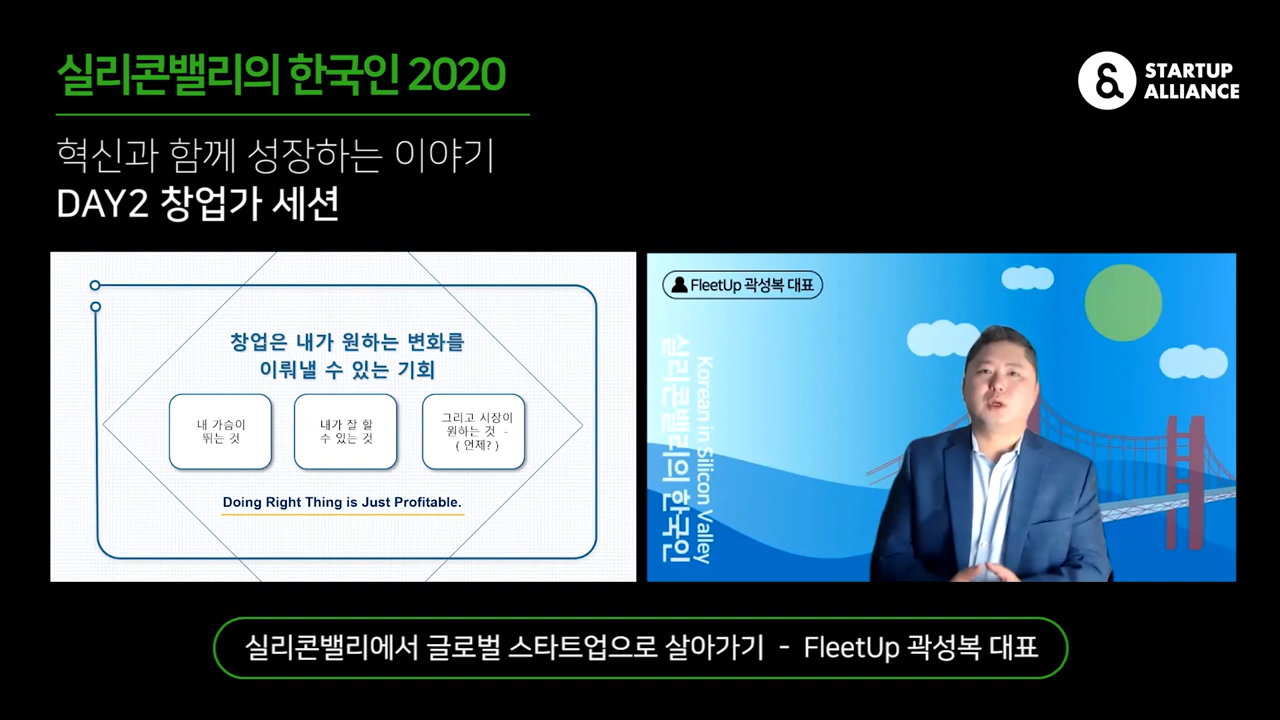 실리콘밸리의 한국인 2020
STARTUP
ALLIANCE
혁신과 함께 성장하는 이야기
DAY2 창업가 세션
창업은 내가 원하는 변화를
이뤄낼 수 있는 기회
내 가슴이
뛰는 것
내가 잘 할
수 있는 것
그리고 시장이
원하는 것 -
( 언제? )
Doing Right Thing is Just Profitable.
FleetUp 곽성복 대표
Korean in Silicon Valley
실리콘밸리의 한국인
실리콘밸리에서 글로벌 스타트업으로 살아가기 - FleetUp 곽성복 대표